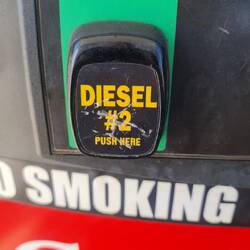 DIESEL
#2
PUSH HERE
SMOKING